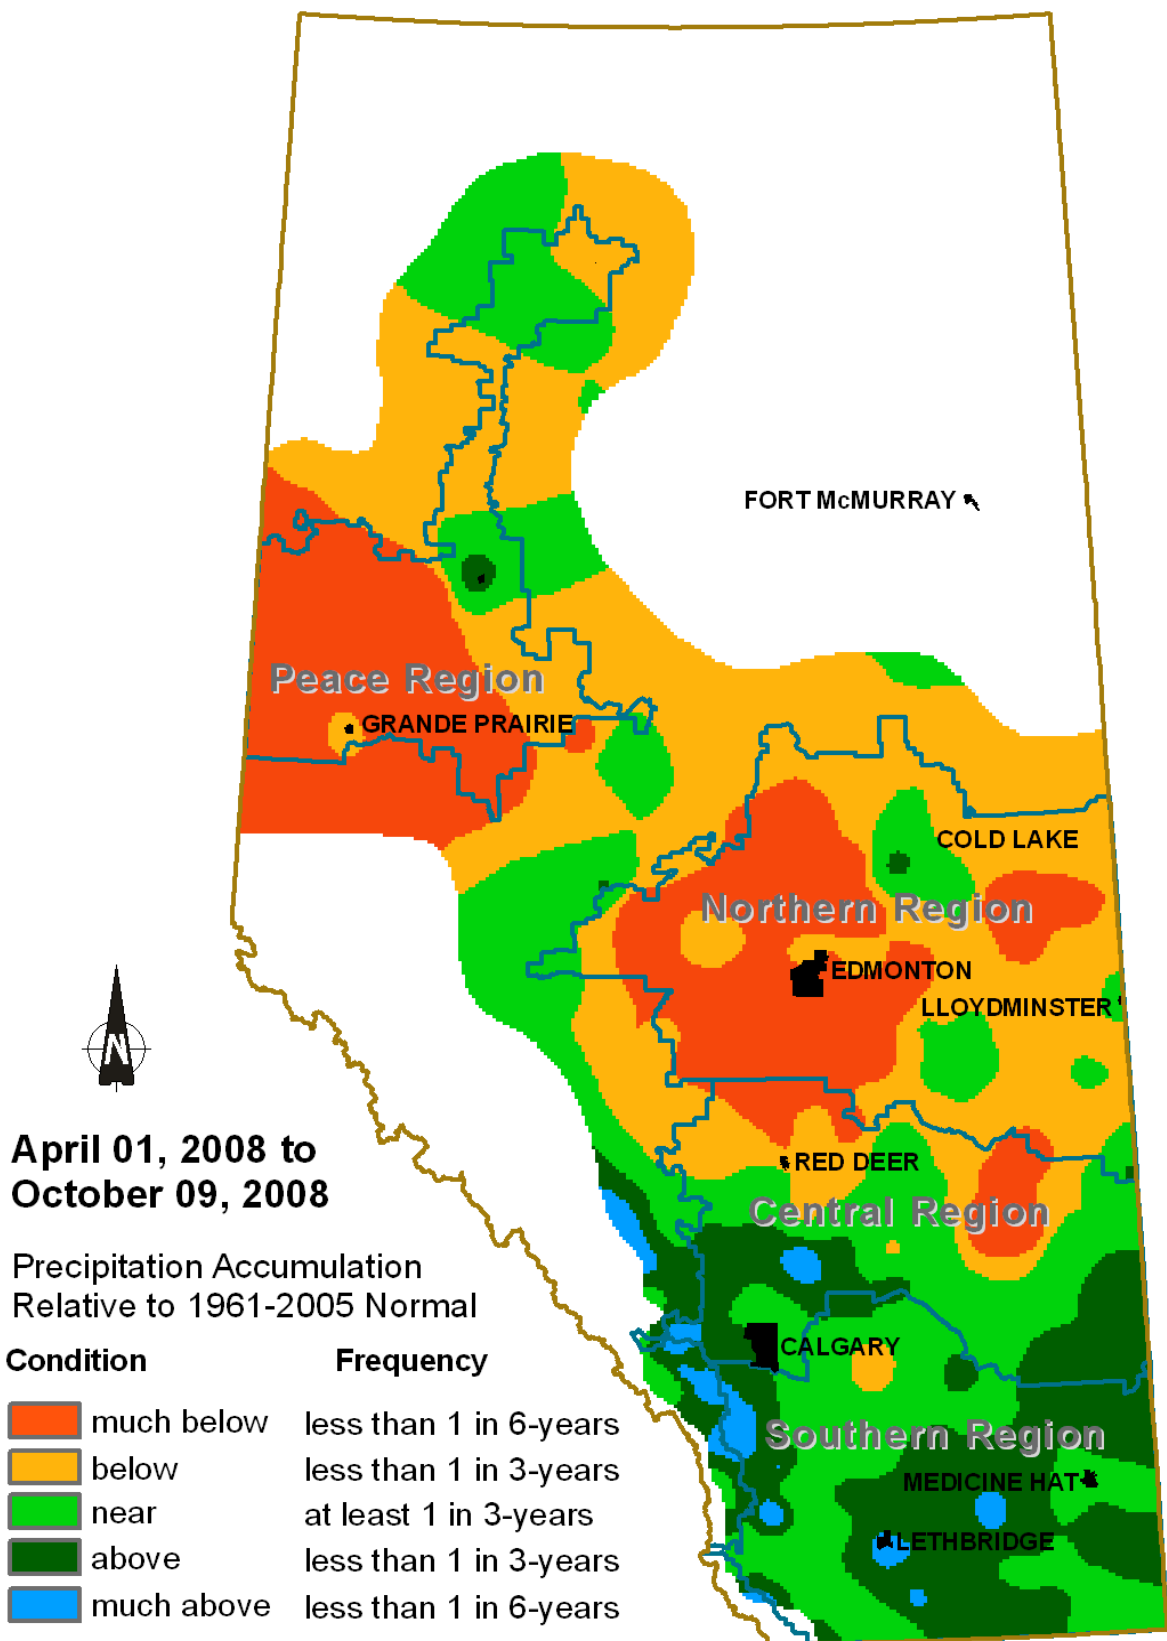 FORT McMURRAY
Peace Region
GRANDE PRAIRIE
COLD LAKE
Northern Region
EDMONTON
LLOYDMINSTER
N
April 01, 2008 to
October 09, 2008
RED DEER
Central Region
Precipitation Accumulation
Relative to 1961-2005 Normal
CALGARY
Condition Frequency
much below less than 1 in 6-years
below less than 1 in 3-years
near at least 1 in 3-years
above less than 1 in 3-years
much above less than 1 in 6-years
Southern Region
MEDICINE HAT
LETHBRIDGE